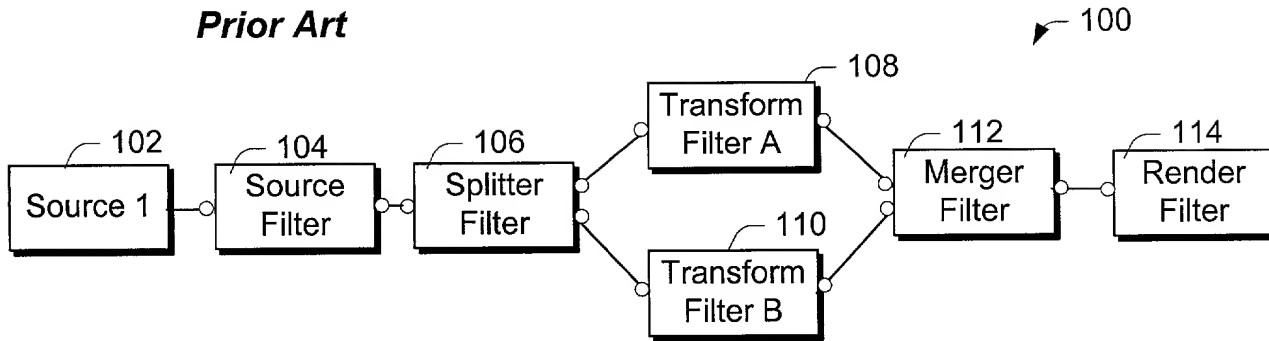 Prior Art
100
102
Source 1
104
Source
Filter
106
Splitter
Filter
108
Transform
Filter A
110
Transform
Filter B
112
Merger
Filter
114
Render
Filter